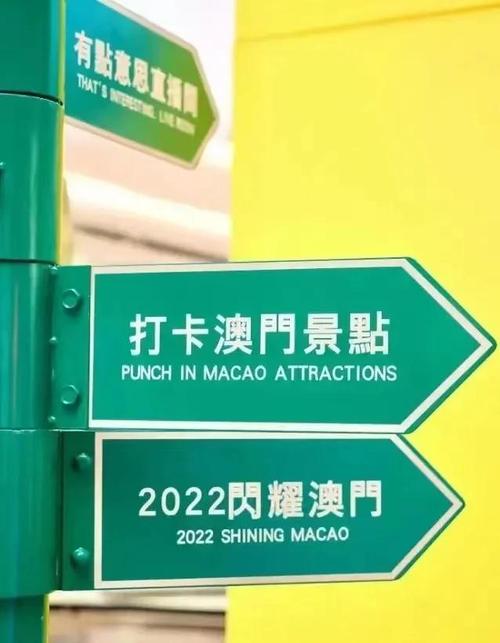 有點意思直播間
THAT'S INTERESTING. LIVE ROOM
打卡澳門景點
PUNCH IN MACAO ATTRACTIONS
2022閃耀澳門
2022 SHINING MACAO